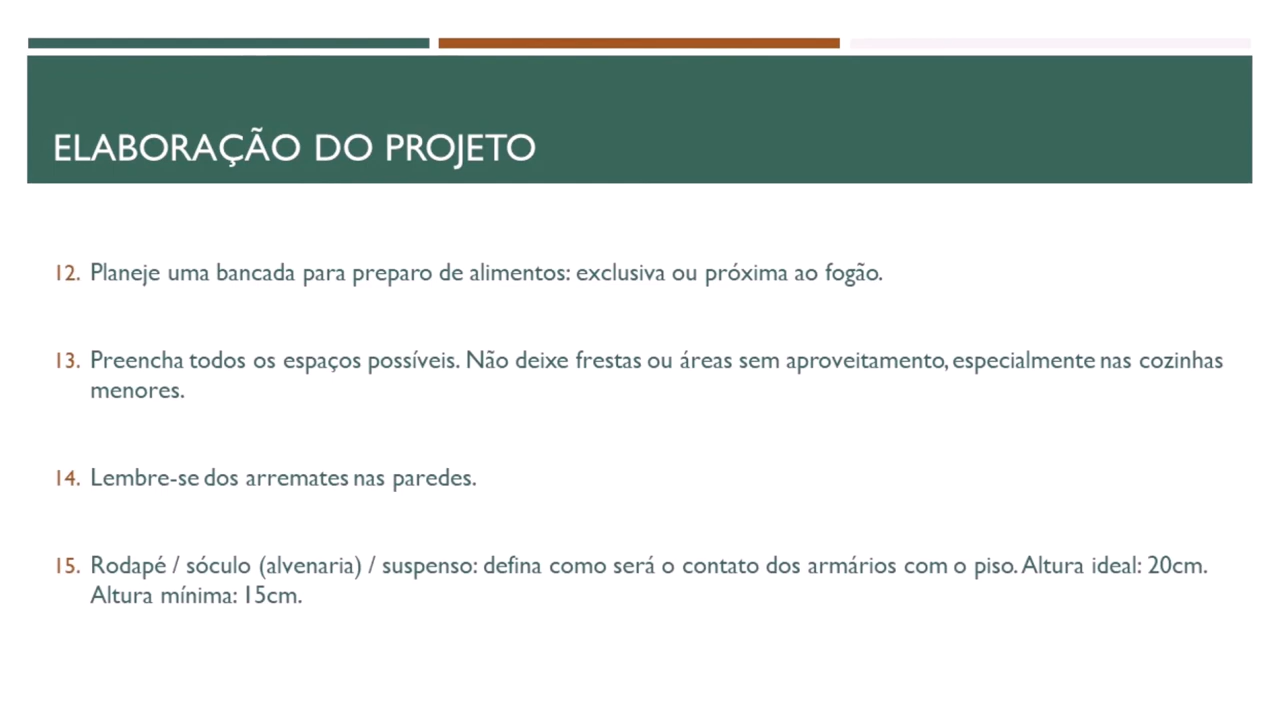 ELABORAÇÃO DO PROJETO
12. Planeje uma bancada para preparo de alimentos: exclusiva ou próxima ao fogão.
13. Preencha todos os espaços possíveis. Não deixe frestas ou áreas sem aproveitamento, especialmente nas cozinhas
menores.
14. Lembre-se dos arremates nas paredes.
15. Rodapé / sóculo (alvenaria) / suspenso: defina como será o contato dos armários com o piso. Altura ideal: 20cm.
Altura mínima: 15cm.